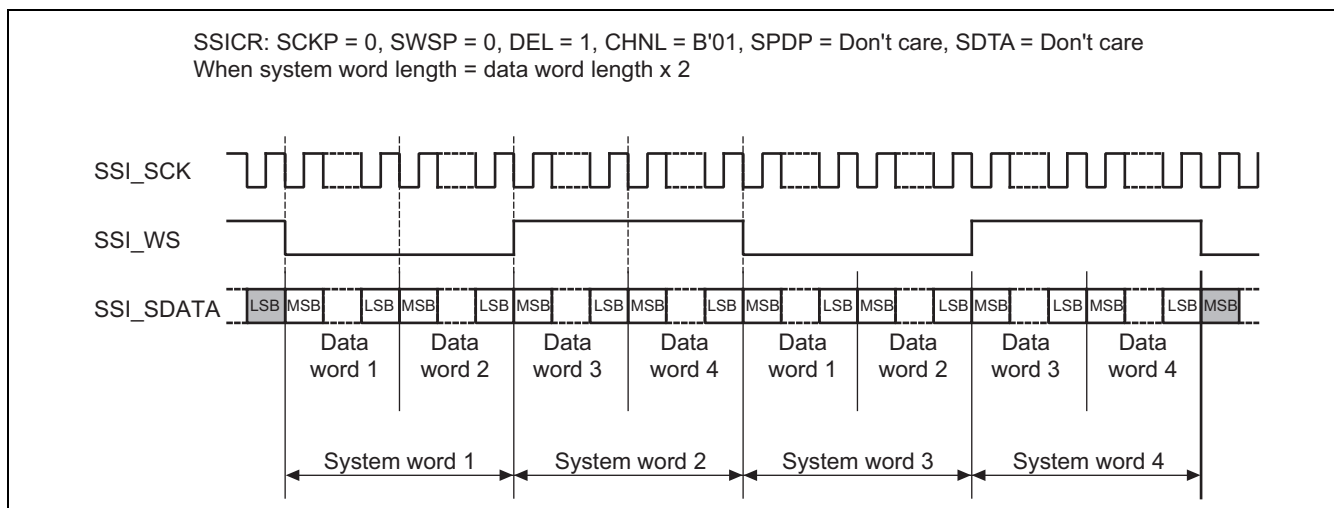 SSICR: SCKP = 0, SWSP = 0, DEL = 1, CHNL = B'01, SPDP = Don't care, SDTA = Don't care
When system word length = data word length x 2
SSI_SCK
SSI_WS
SSI_SDATA
LSB MSB LSB MSB LSB MSB LSB MSB LSB MSB LSB MSB LSB MSB LSB MSB LSB MSB
Data word 1
Data word 2
Data word 3
Data word 4
Data word 1
Data word 2
Data word 3
Data word 4
System word 1
System word 2
System word 3
System word 4